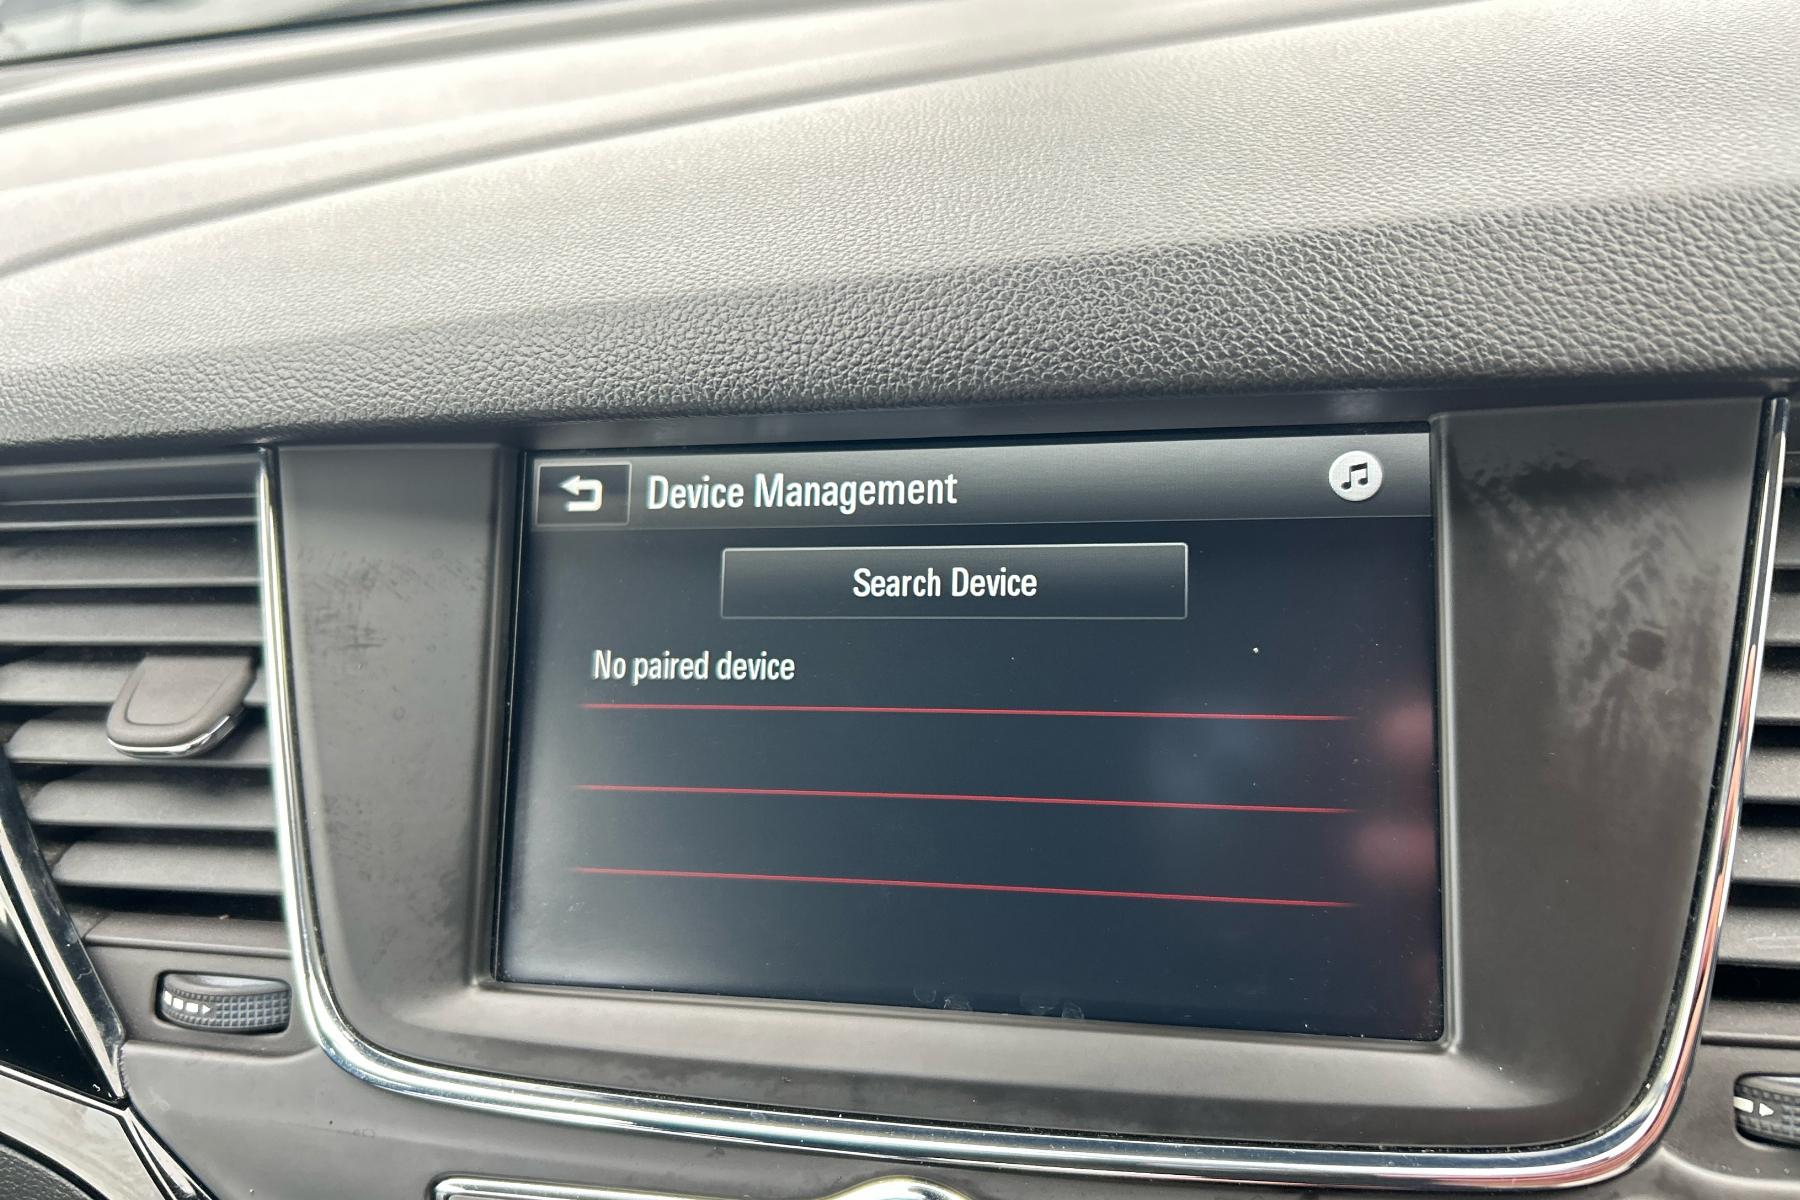 Device Management
Search Device
No paired device